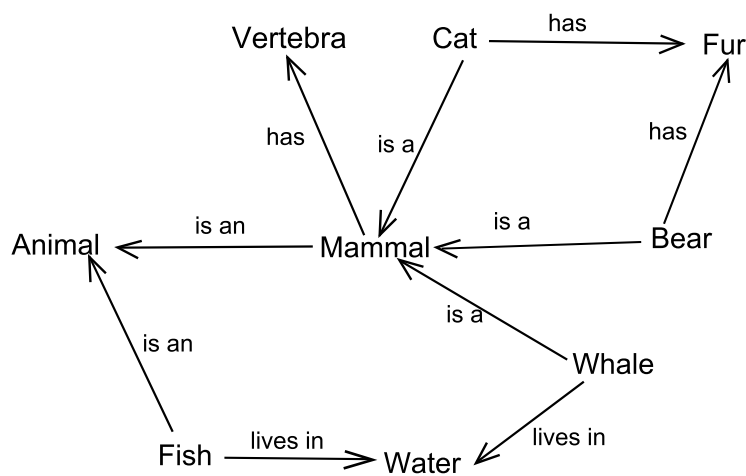 Vertebra
Cat
has
Fur
has
is a
has
Animal
is an
Mammal
is a
Bear
is an
is a
Whale
Fish
lives in
Water
lives in